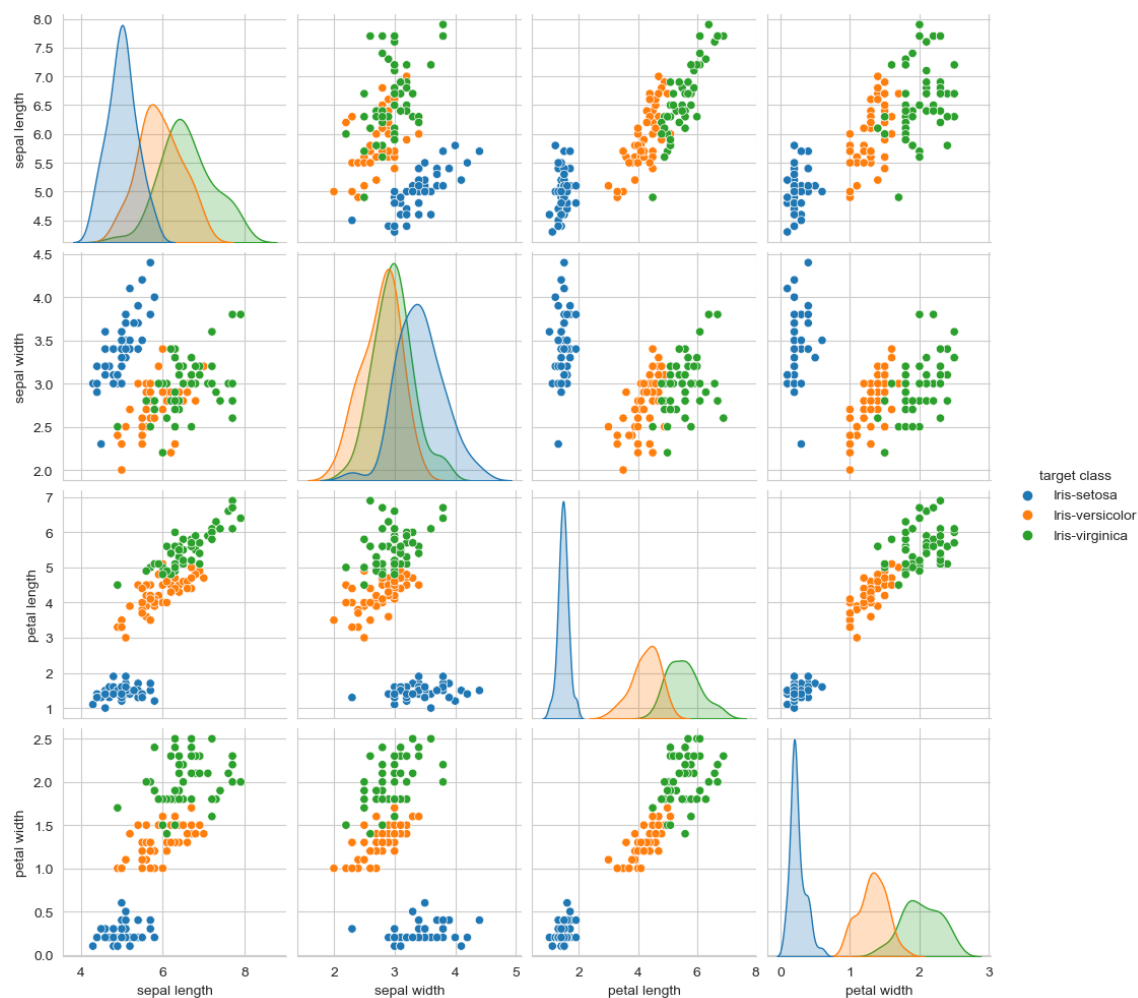 8.0
7.5
7.0
6.5
6.0
5.5
5.0
4.5
sepal length
4.5
4.0
3.5
3.0
2.5
2.0
sepal width
7
6
5
4
3
2
1
petal length
2.5
2.0
1.5
1.0
0.5
0.0
petal width
4 6 8
sepal length
2 3 4 5
sepal width
2 4 6 8
petal length
0 1 2 3
petal width
target class
Iris-setosa
Iris-versicolor
Iris-virginica